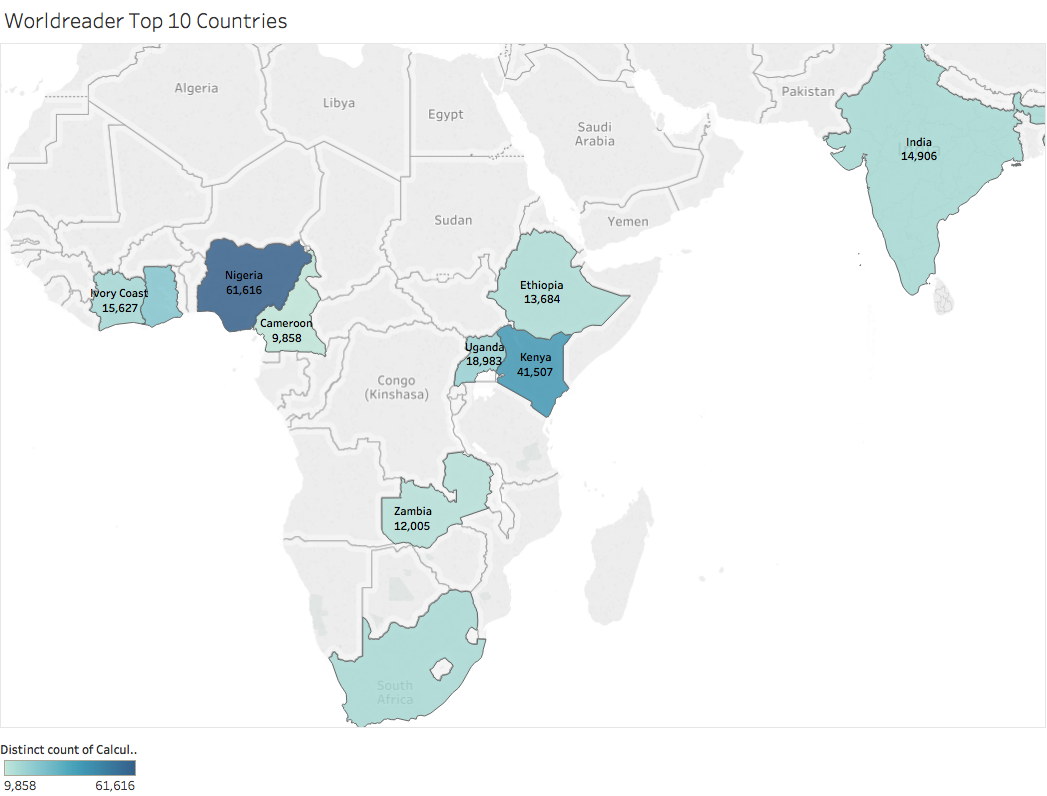 Worldreader Top 10 Countries
Algeria
Libya
Egypt
Saudi
Arabia
Pakistan
India
14,906
Sudan
Yemen
Nigeria
61,616
Ivory Coast
15,627
Cameroon
9,858
Ethiopia
13,684
Uganda
18,983
Kenya
41,507
Congo
(Kinshasa)
Zambia
12,005
South
Africa
Distinct count of Calcul..
9,858
61,616